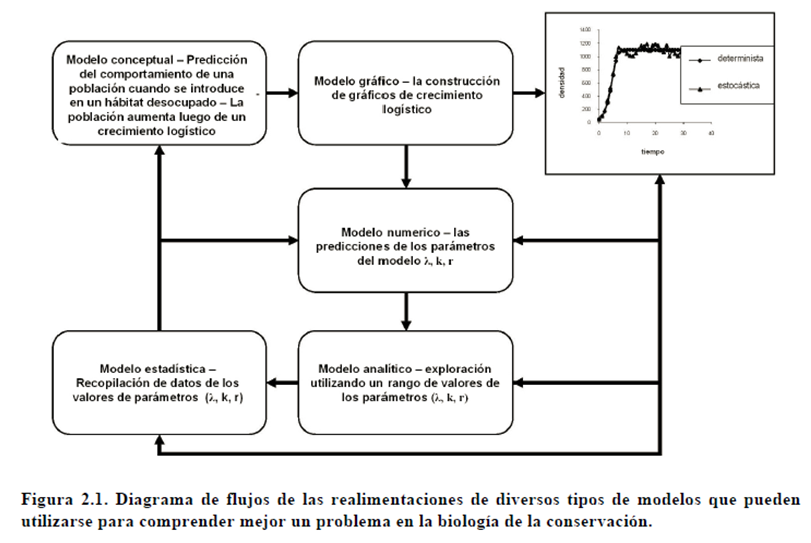 Modelo conceptual – Predicción
del comportamiento de una
población cuando se introduce
en un hábitat desocupado – La
población aumenta luego de un
crecimiento logístico
Modelo gráfico – la construcción
de gráficos de crecimiento
logístico
1400
1200
1000
800
600
400
200
0
densidad
0
10
20
30
40
tiempo
determinista
estocástica
Modelo numerico – las
predicciones de los parámetros
del modelo λ, k, r
Modelo estadística –
Recopilación de datos de los
valores de parámetros (λ, k, r)
Modelo analítico – exploración
utilizando un rango de valores de
los parámetros (λ, k, r)
Figura 2.1. Diagrama de flujos de las realimentaciones de diversos tipos de modelos que pueden
utilizarse para comprender mejor un problema en la biología de la conservación.